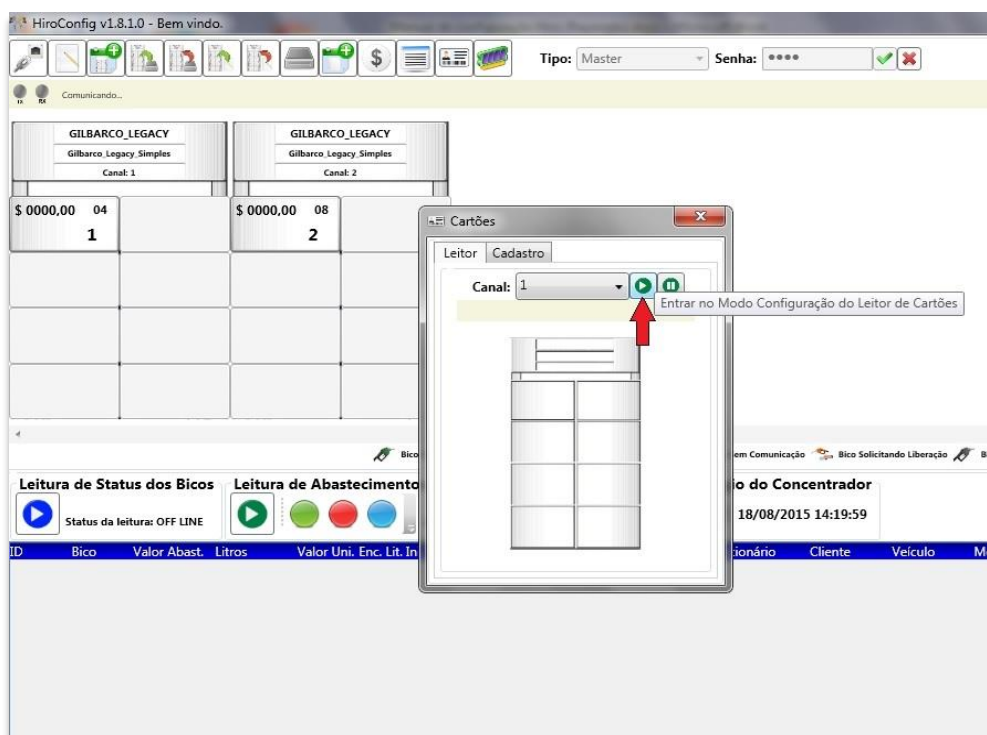 HiroConfig v1.8.1.0 - Bem vindo.
$
Tipo: Master Senha: ••••
TX RX Comunicando...
GILBARCO_LEGACY GILBARCO_LEGACY
Gilbarco_Legacy_Simples Gilbarco_Legacy_Simples
Canal: 1 Canal: 2
$ 0000,00 04 $ 0000,00 08
1 2
Cartões
Leitor Cadastro
Canal: 1
Entrar no Modo Configuração do Leitor de Cartões
Bico em Comunicação Bico Solicitando Liberação B
Leitura de Status dos Bicos Leitura de Abastecimento io do Concentrador
Status da leitura: OFF LINE 18/08/2015 14:19:59
ID Bico Valor Abast. Litros Valor Uni. Enc. Lit. In cionário Cliente Veículo M